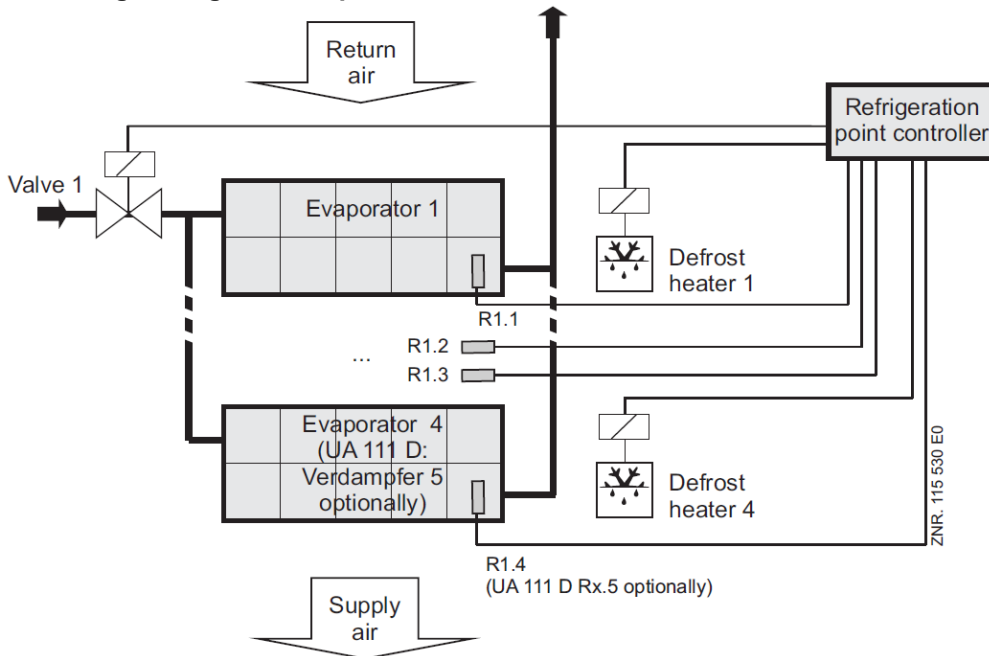 Return
air
Refrigeration
point controller
Valve 1
Evaporator 1
Defrost
heater 1
R1.1
...
R1.2
R1.3
Evaporator 4
(UA 111 D:
Verdampfer 5
optionally)
Defrost
heater 4
ZNR. 115 530 E0
R1.4
(UA 111 D Rx.5 optionally)
Supply
air